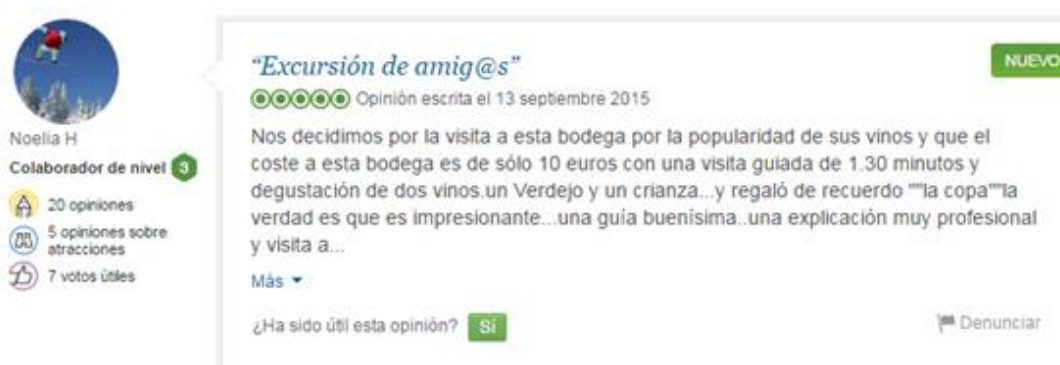 Noelia H
Colaborador de nivel 3
20 opiniones
5 opiniones sobre
atracciones
7 votos útiles
“Excursión de amig@s”
NUEVO
Opinión escrita el 13 septiembre 2015
Nos decidimos por la visita a esta bodega por la popularidad de sus vinos y que el
coste a esta bodega es de sólo 10 euros con una visita guiada de 1.30 minutos y
degustación de dos vinos.un Verdejo y un crianza...y regaló de recuerdo ""la copa""la
verdad es que es impresionante...una guía buenísima..una explicación muy profesional
y visita a...
Más
¿Ha sido útil esta opinión? Sí
Denunciar